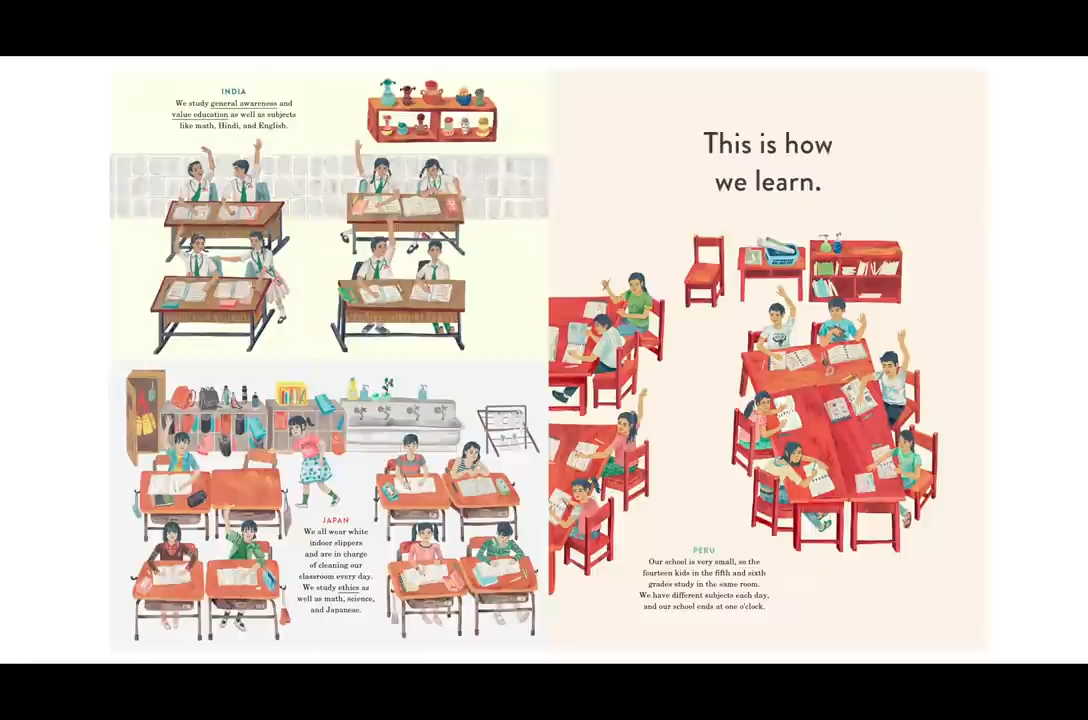 INDIA
We study general awareness and
value education as well as subjects
like math, Hindi, and English.
This is how
we learn.
JAPAN
We all wear white
indoor slippers
and are in charge
of cleaning our
classroom every day.
We study ethics as
well as math, science,
and Japanese.
PERU
Our school is very small, so the
fourteen kids in the fifth and sixth
grades study in the same room.
We have different subjects each day,
and our school ends at one o'clock.